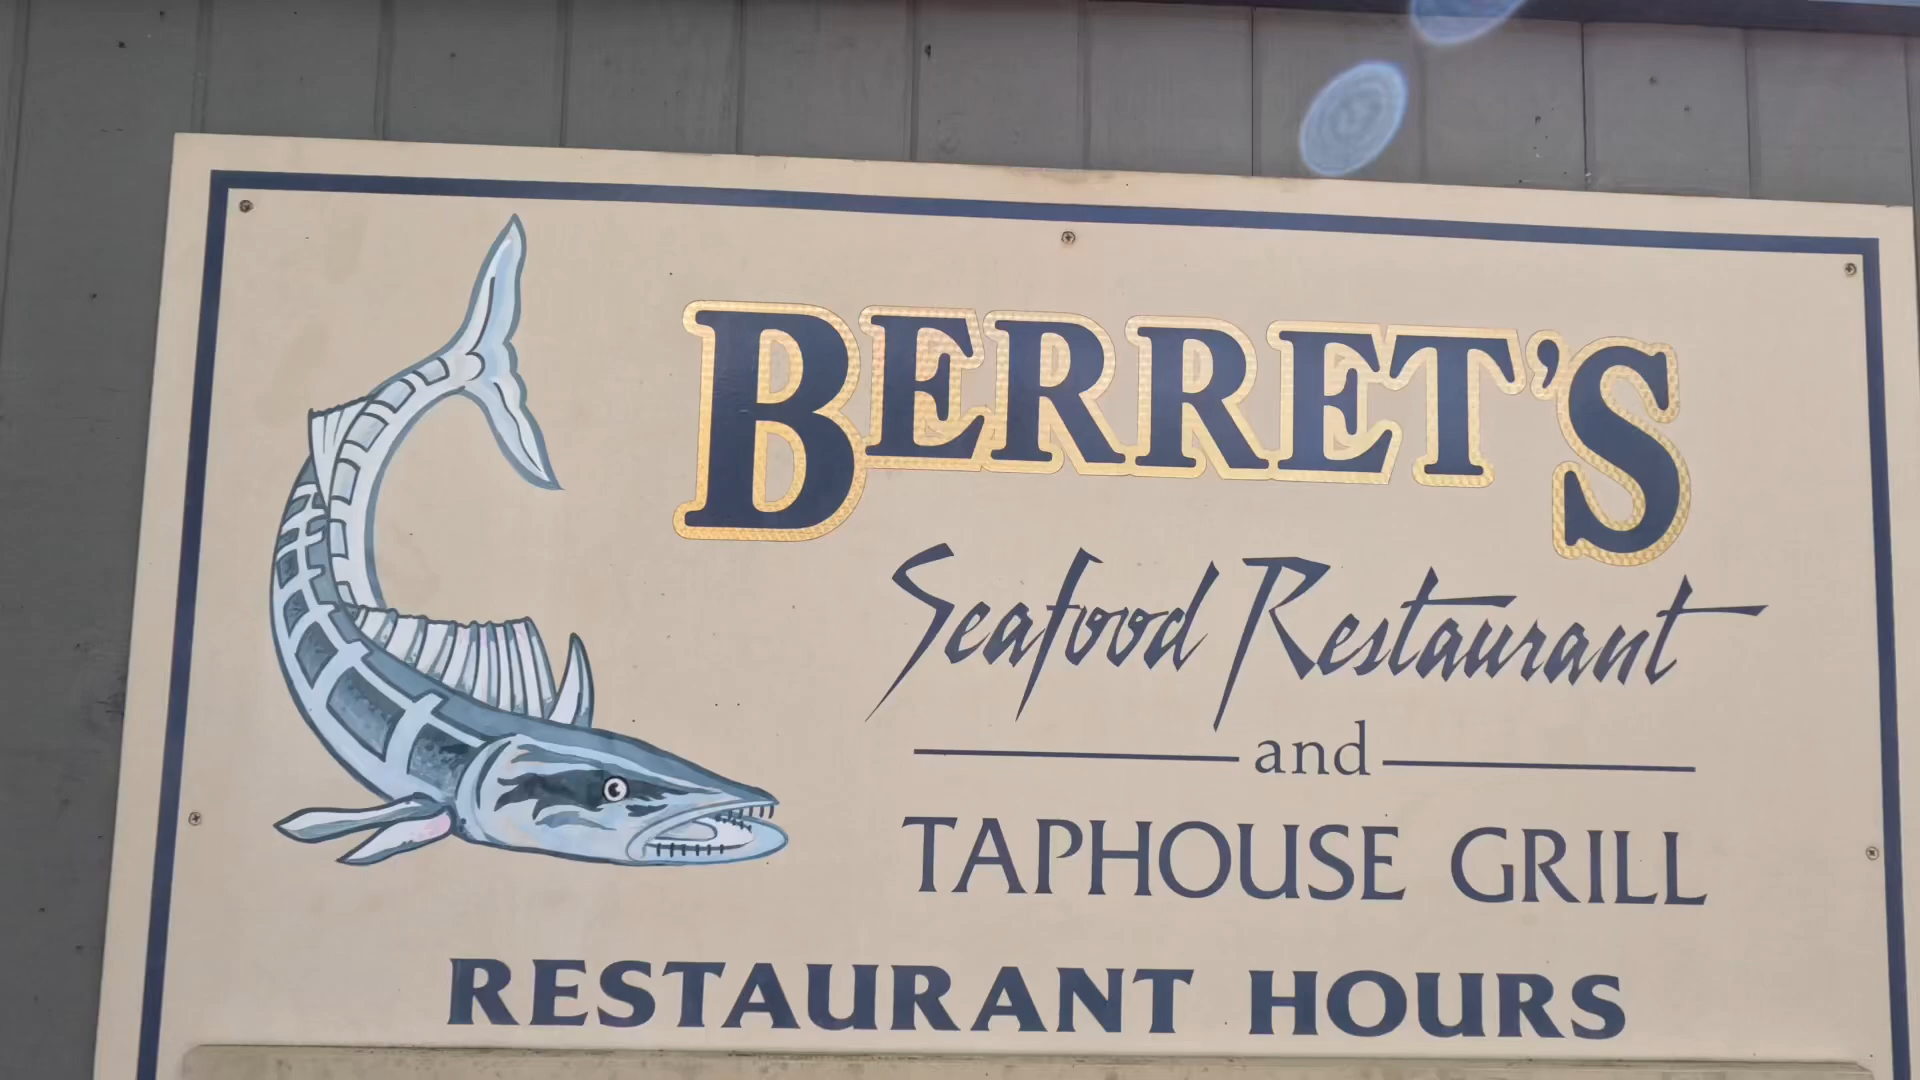 BERRET'S
Seafood Restaurant
and
TAPHOUSE GRILL
RESTAURANT HOURS